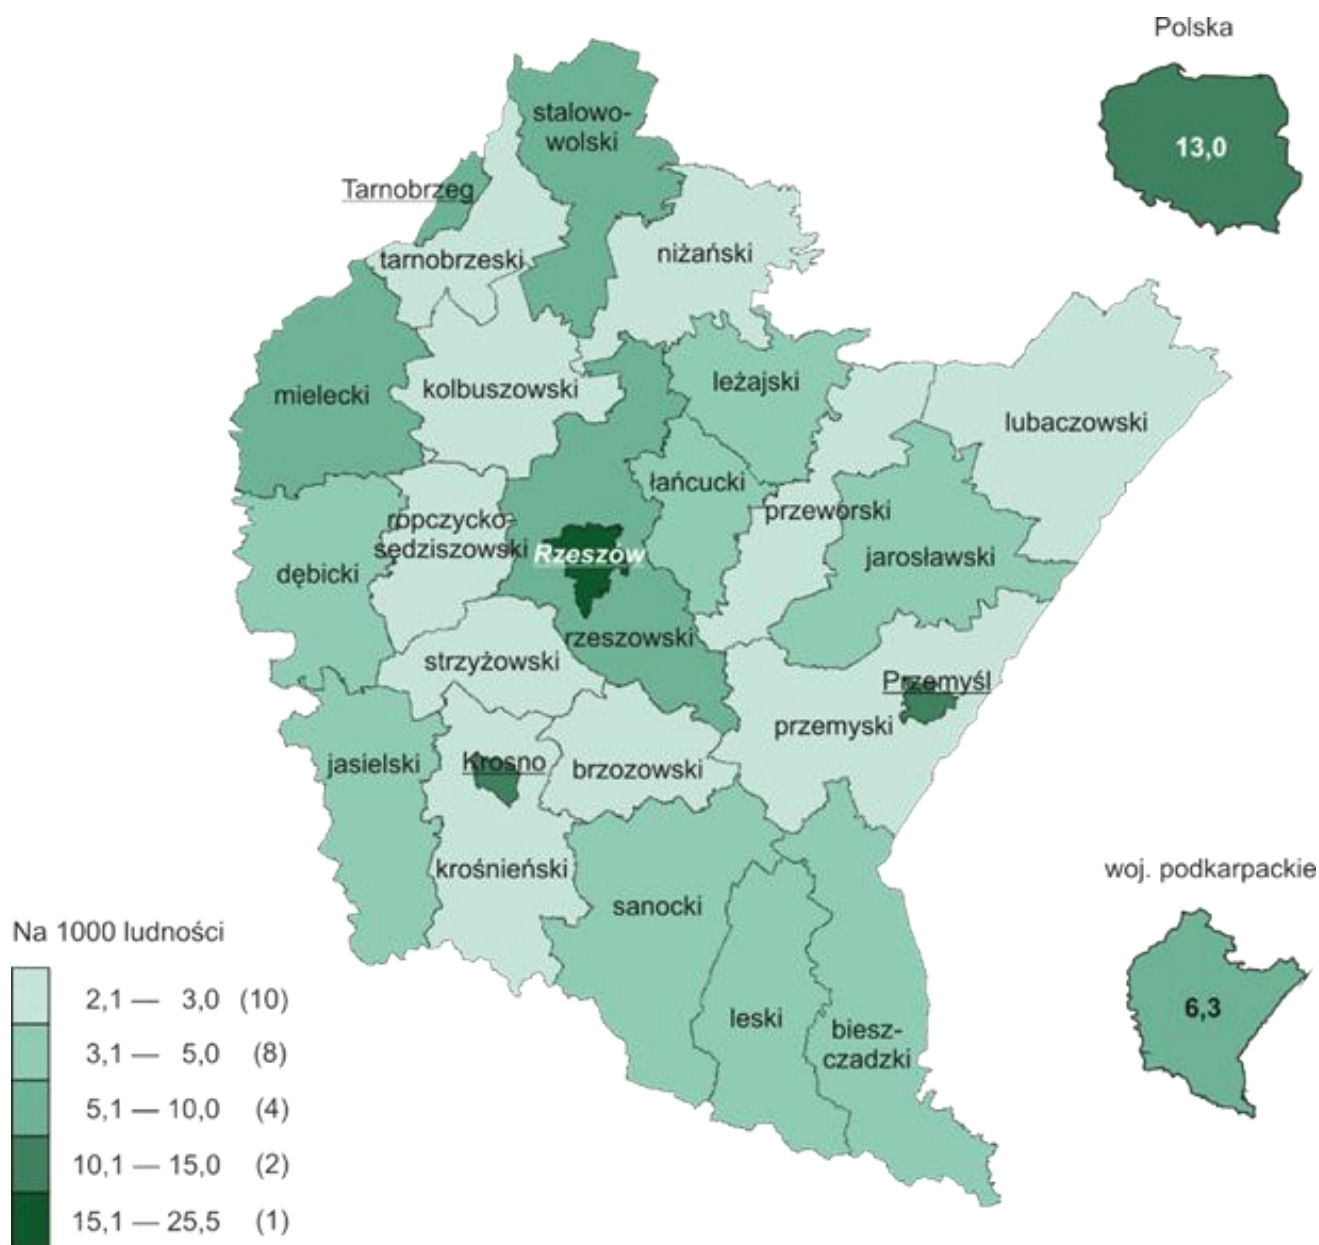 Polska
13,0
stalowo-
wolski
Tarnobrzeg
tarnobrzeski
niżański
mielecki
kolbuszowski
leżajski
lubaczowski
łańcucki
ropczycko-
sędziszowski
przeworski
Rzeszów
jarosławski
dębicki
rzeszowski
strzyżowski
Przemyśl
przemyski
jasielski
Krosno
brzozowski
krośnieński
sanocki
leski
biesz-
czadzki
woj. podkarpackie
6,3
Na 1000 ludności
2,1 — 3,0 (10)
3,1 — 5,0 (8)
5,1 — 10,0 (4)
10,1 — 15,0 (2)
15,1 — 25,5 (1)